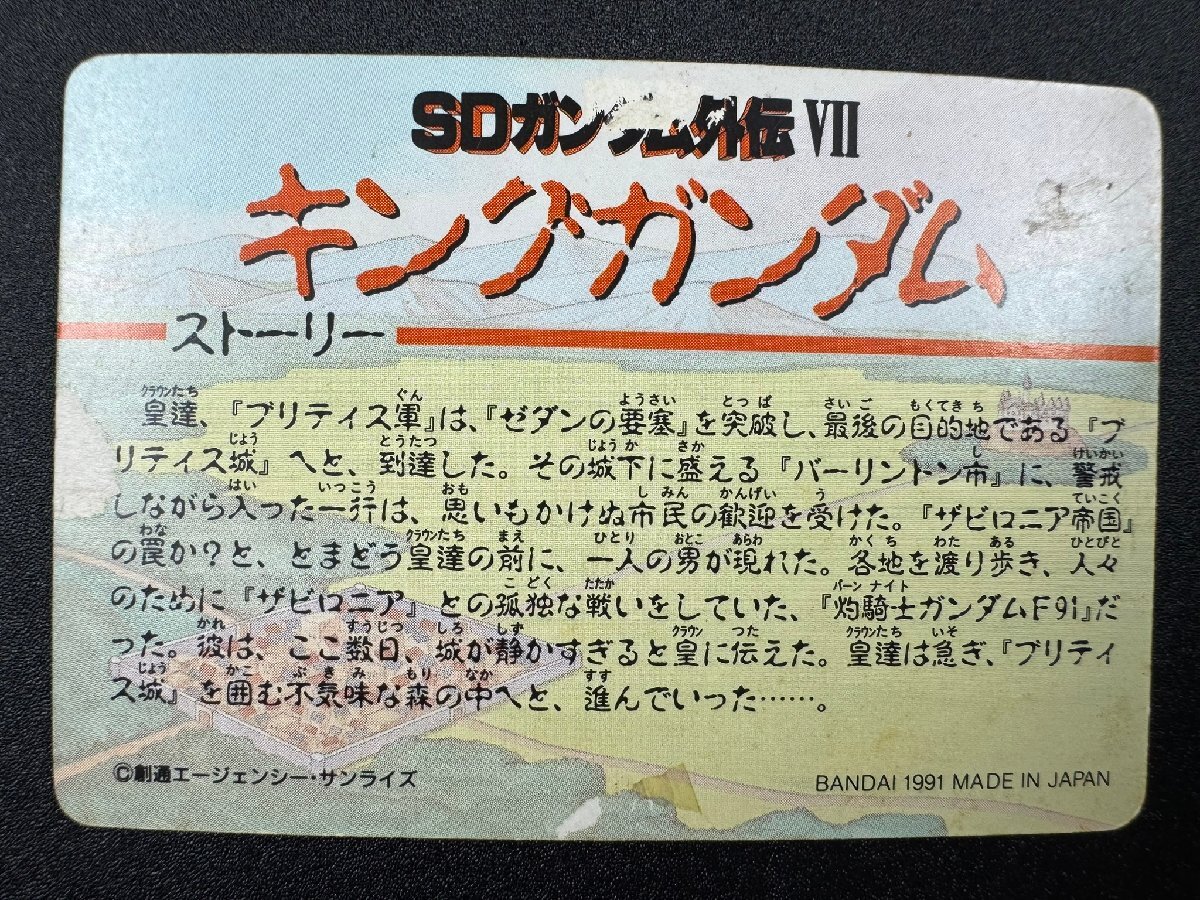 SDガンダム外伝 VII
キングガンダム
ストーリー
皇達、『ブリティス軍』は、『ゼダンの要塞』を突破し、最後の目的地である『ブ
リティス城』へと、到達した。その城下に盛える『バーリントン市』に、警戒
しながら入った一行は、思いもかけぬ市民の歓迎を受けた。『ザビロニア帝国』
の罠か?と、とまどう皇達の前に、一人の男が現れた。各地を渡り歩き、人々
のために『ザビロニア』との孤独な戦いをしていた、『灼騎士ガンダムF91』だ
った。彼は、ここ数日、城が静かすぎると皇に伝えた。皇達は急ぎ、『ブリティ
ス城』を囲む不気味な森の中へと、進んでいった……。
©創通エージェンシー・サンライズ
BANDAI 1991 MADE IN JAPAN